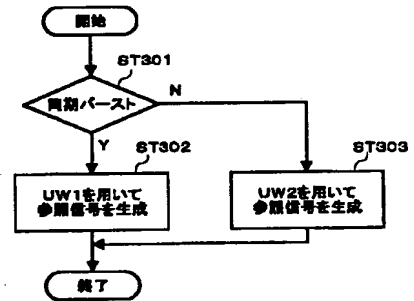 開始
ST301
同期バースト
N
Y
ST302
ST303
UW1を用いて
参照信号を生成
UW2を用いて
参照信号を生成
終了